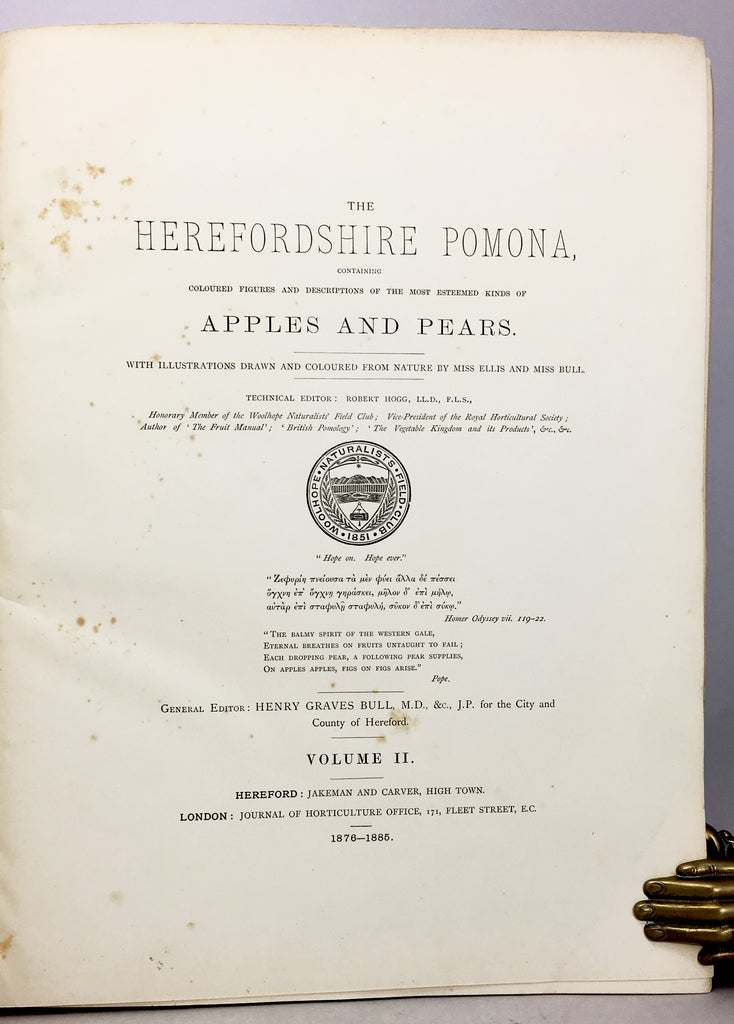 THE
HEREFORDSHIRE POMONA,
CONTAINING
COLOURED FIGURES AND DESCRIPTIONS OF THE MOST ESTEEMED KINDS OF
APPLES AND PEARS.
WITH ILLUSTRATIONS DRAWN AND COLOURED FROM NATURE BY MISS ELLIS AND MISS BULL.
TECHNICAL EDITOR: ROBERT HOGG, LL.D., F.L.S.,
Honorary Member of the Woolhope Naturalists' Field Club; Vice-President of the Royal Horticultural Society;
Author of 'The Fruit Manual'; 'British Pomology'; 'The Vegetable Kingdom and its Products', &c., &c.
WOOLHOPE · NATURALISTS · FIELD · CLUB
· 1851 ·
"Hope on. Hope ever."
"Ζεφυρίη πνείουσα τὰ μὲν φύει ἄλλα δέ πέσσει
ὄγχνη ἐπ' ὄγχνῃ γηράσκει, μῆλον δ' ἐπὶ μήλῳ,
αὐτὰρ ἐπὶ σταφυλῇ σταφυλή, σῦκον δ'ἐπὶ σύκῳ."
Homer Odyssey vii. 119-22.
"THE BALMY SPIRIT OF THE WESTERN GALE,
ETERNAL BREATHES ON FRUITS UNTAUGHT TO FAIL;
EACH DROPPING PEAR, A FOLLOWING PEAR SUPPLIES,
ON APPLES APPLES, FIGS ON FIGS ARISE."
Pope.
GENERAL EDITOR: HENRY GRAVES BULL, M.D., &c., J.P. for the City and
County of Hereford.
VOLUME II.
HEREFORD: JAKEMAN AND CARVER, HIGH TOWN.
LONDON: JOURNAL OF HORTICULTURE OFFICE, 171, FLEET STREET, E.C.
1876—1885.